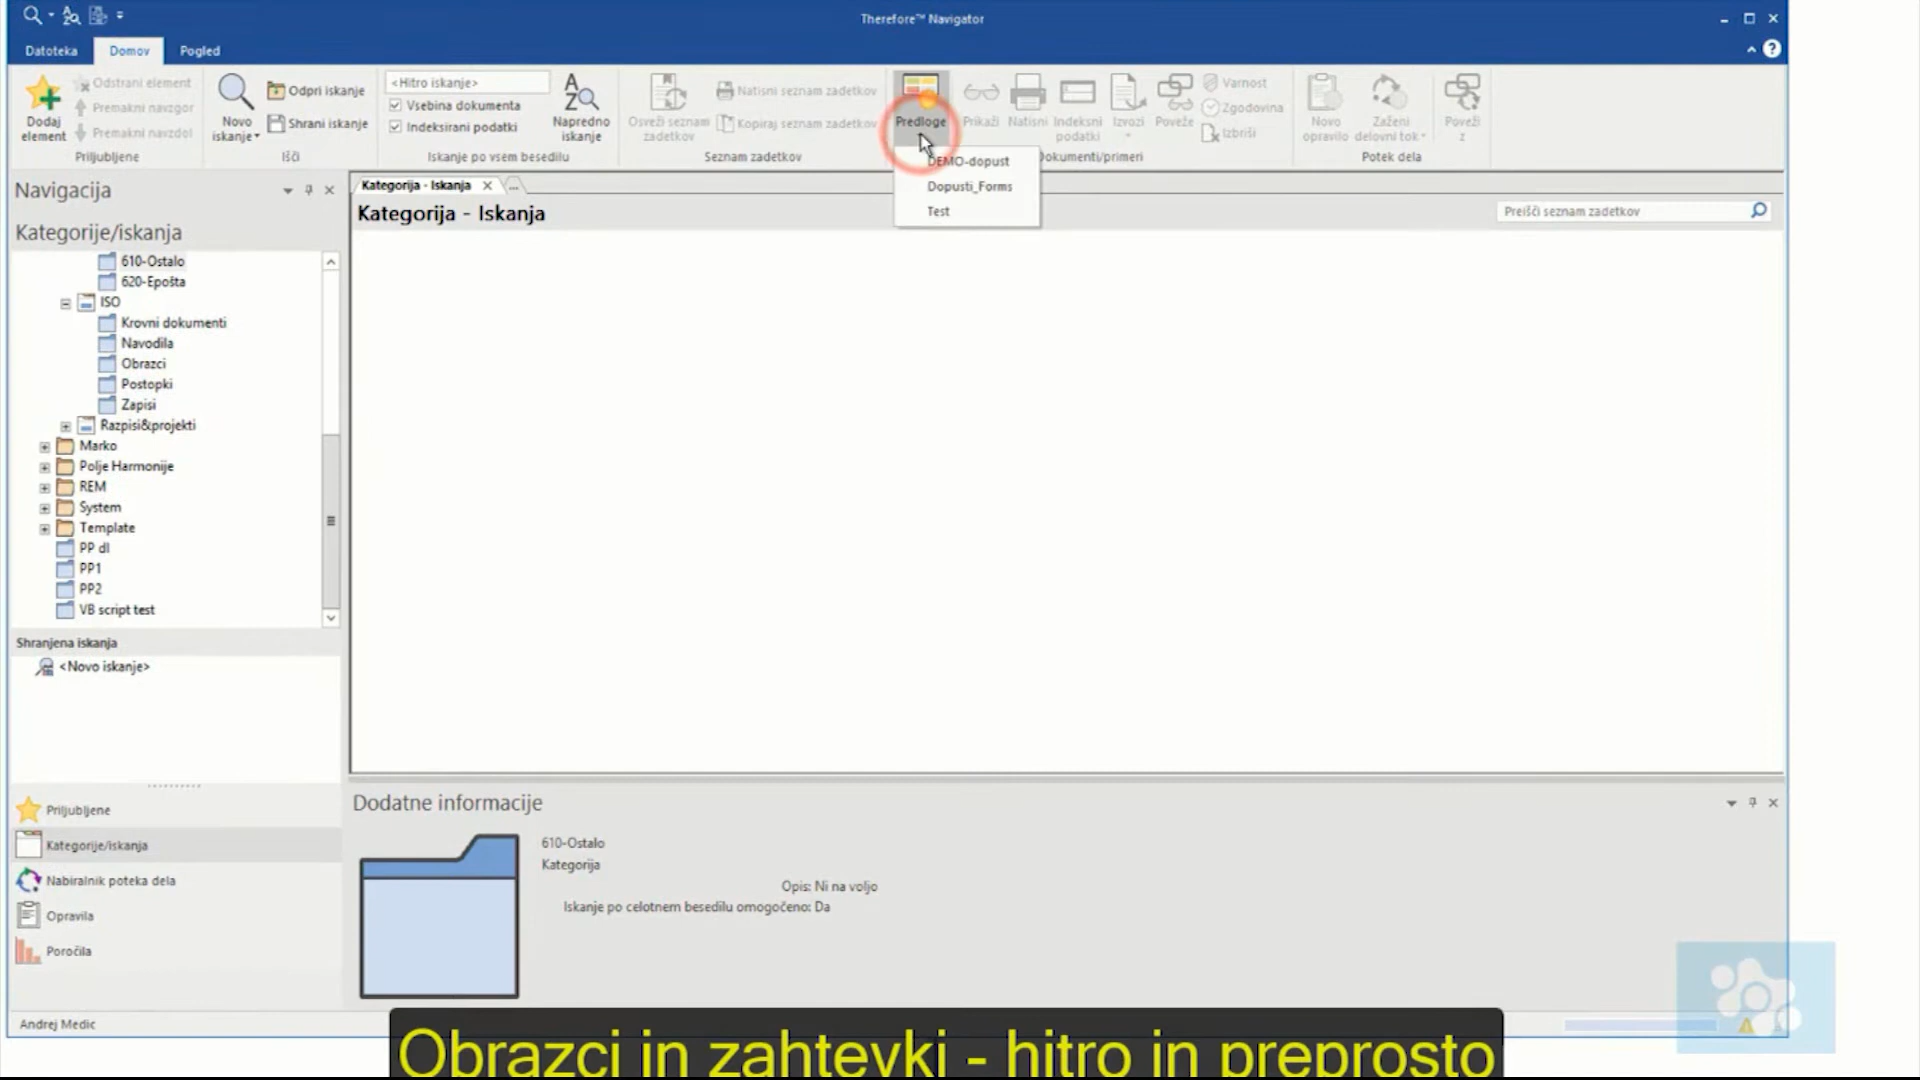 Therefore™ Navigator
Datoteka Domov Pogled
Dodaj element
Odstrani element
Premakni navzgor
Premakni navzdol
Priljubljene
Novo iskanje
Odpri iskanje
Shrani iskanje
Išči
<Hitro iskanje>
Vsebina dokumenta
Indeksirani podatki
Napredno iskanje
Iskanje po vsem besedilu
Osveži seznam zadetkov
Natisni seznam zadetkov
Kopiraj seznam zadetkov
Seznam zadetkov
Predloge
Prikaži
Natisni
Indeksni podatki
Izvozi
Poveže
Varnost
Zgodovina
Izbriši
Dokumenti/primeri
Novo opravilo
Zaženi delovni tok
Potek dela
Poveži z
DEMO-dopust
Dopusti_Forms
Test
Navigacija
Kategorije/iskanja
610-Ostalo
620-Epošta
ISO
Krovni dokumenti
Navodila
Obrazci
Postopki
Zapisi
Razpisi&projekti
Marko
Polje Harmonije
REM
System
Template
PP dl
PP1
PP2
VB script test
Shranjena iskanja
<Novo iskanje>
Priljubljene
Kategorije/iskanja
Nabiralnik poteka dela
Opravila
Poročila
Andrej Medic
Kategorija - Iskanja ...
Kategorija - Iskanja
Preišči seznam zadetkov
Dodatne informacije
610-Ostalo
Kategorija
Opis: Ni na voljo
Iskanje po celotnem besedilu omogočeno: Da
Obrazci in zahtevki - hitro in preprosto